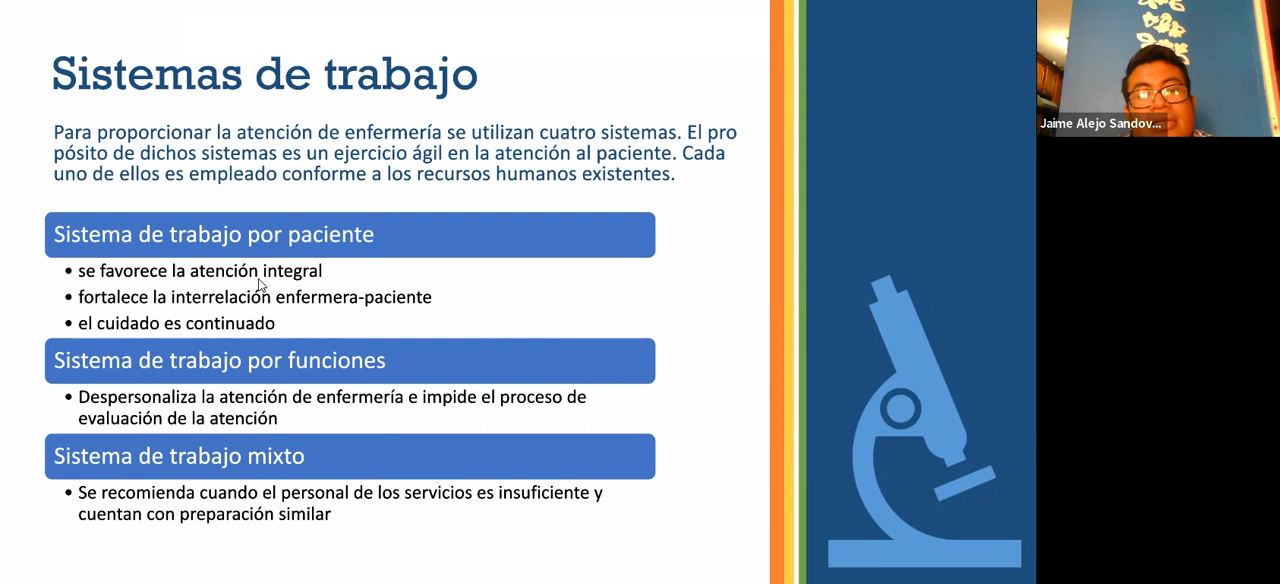 Sistemas de trabajo
Para proporcionar la atención de enfermería se utilizan cuatro sistemas. El pro
pósito de dichos sistemas es un ejercicio ágil en la atención al paciente. Cada
uno de ellos es empleado conforme a los recursos humanos existentes.
Sistema de trabajo por paciente
• se favorece la atención integral
• fortalece la interrelación enfermera-paciente
• el cuidado es continuado
Sistema de trabajo por funciones
• Despersonaliza la atención de enfermería e impide el proceso de
evaluación de la atención
Sistema de trabajo mixto
• Se recomienda cuando el personal de los servicios es insuficiente y
cuentan con preparación similar
Jaime Alejo Sandov...